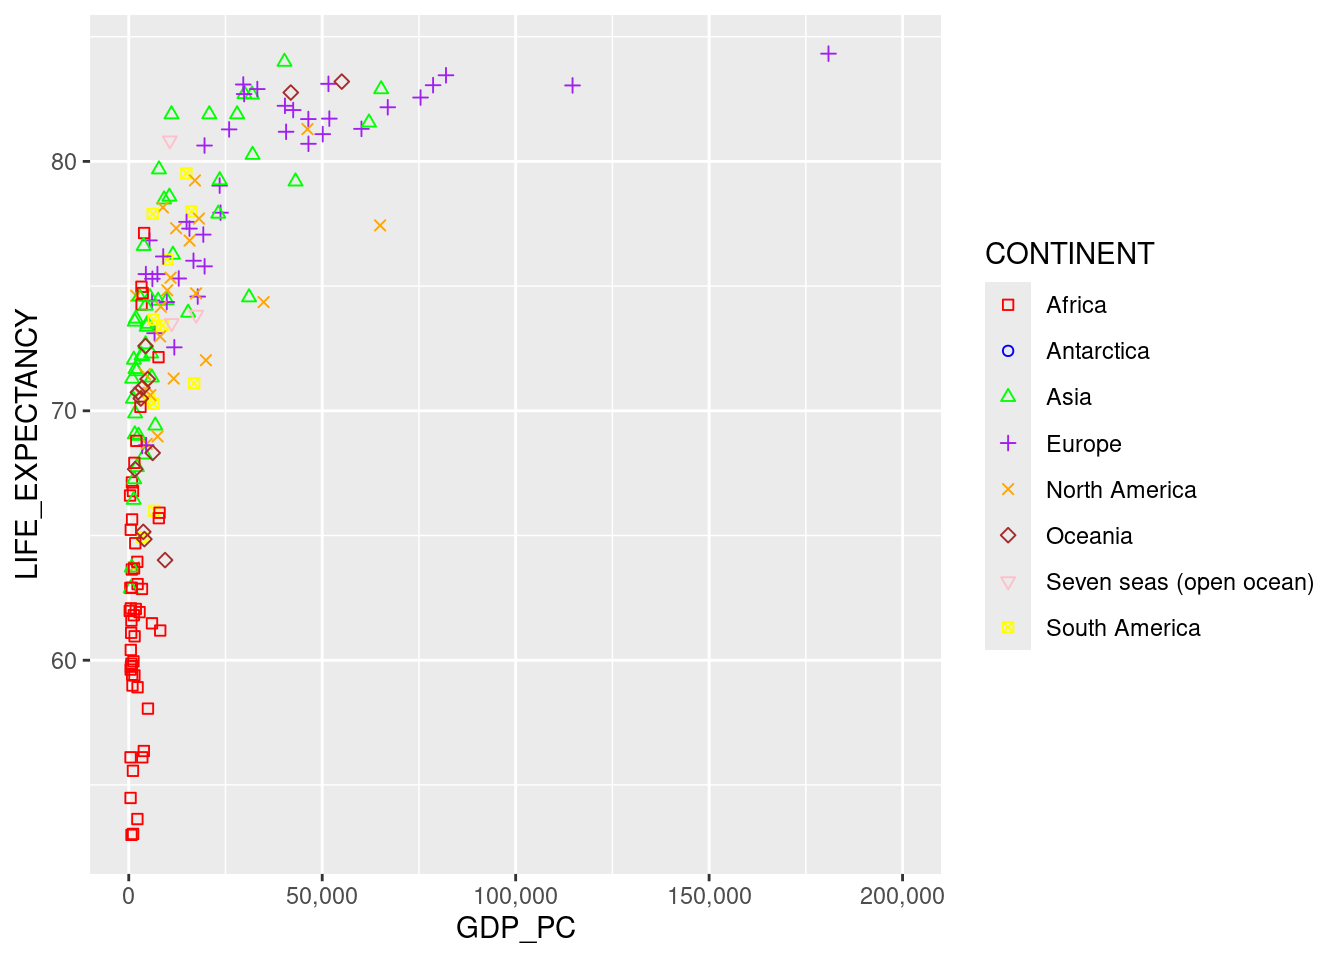 80
70
60
LIFE_EXPECTANCY
0
50,000
100,000
150,000
200,000
GDP_PC
CONTINENT
Africa
Antarctica
Asia
Europe
North America
Oceania
Seven seas (open ocean)
South America